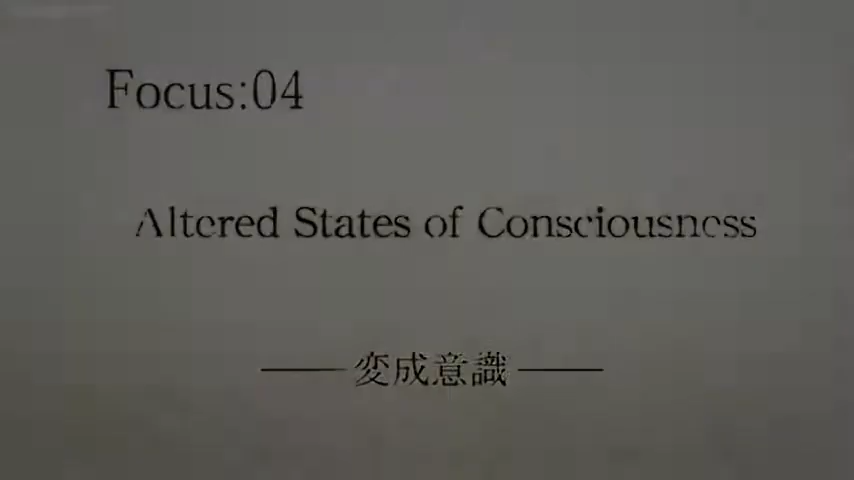 Focus:04
Altered States of Consciousness
変成意識